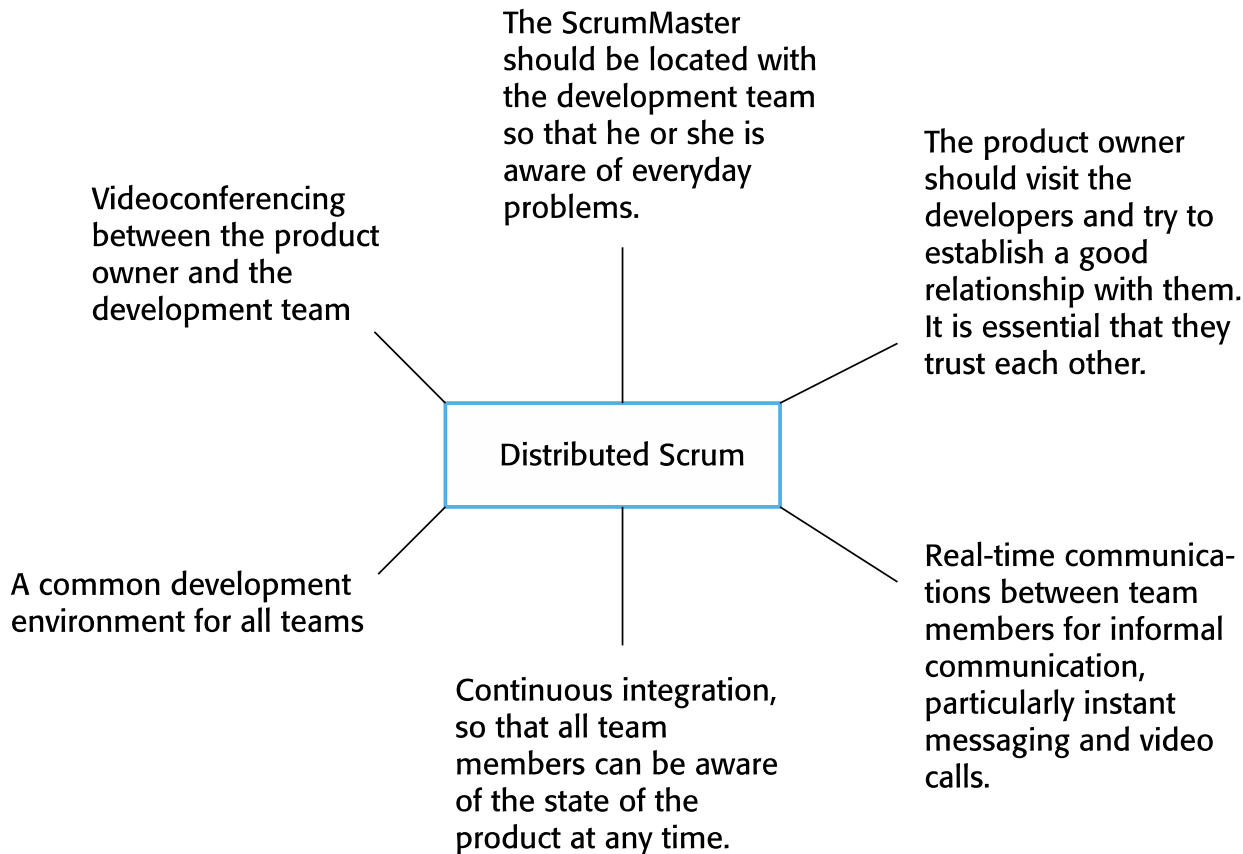 The ScrumMaster
should be located with
the development team
so that he or she is
aware of everyday
problems.
The product owner
should visit the
developers and try to
establish a good
relationship with them.
It is essential that they
trust each other.
Videoconferencing
between the product
owner and the
development team
Distributed Scrum
A common development
environment for all teams
Real-time communica-
tions between team
members for informal
communication,
particularly instant
messaging and video
calls.
Continuous integration,
so that all team
members can be aware
of the state of the
product at any time.